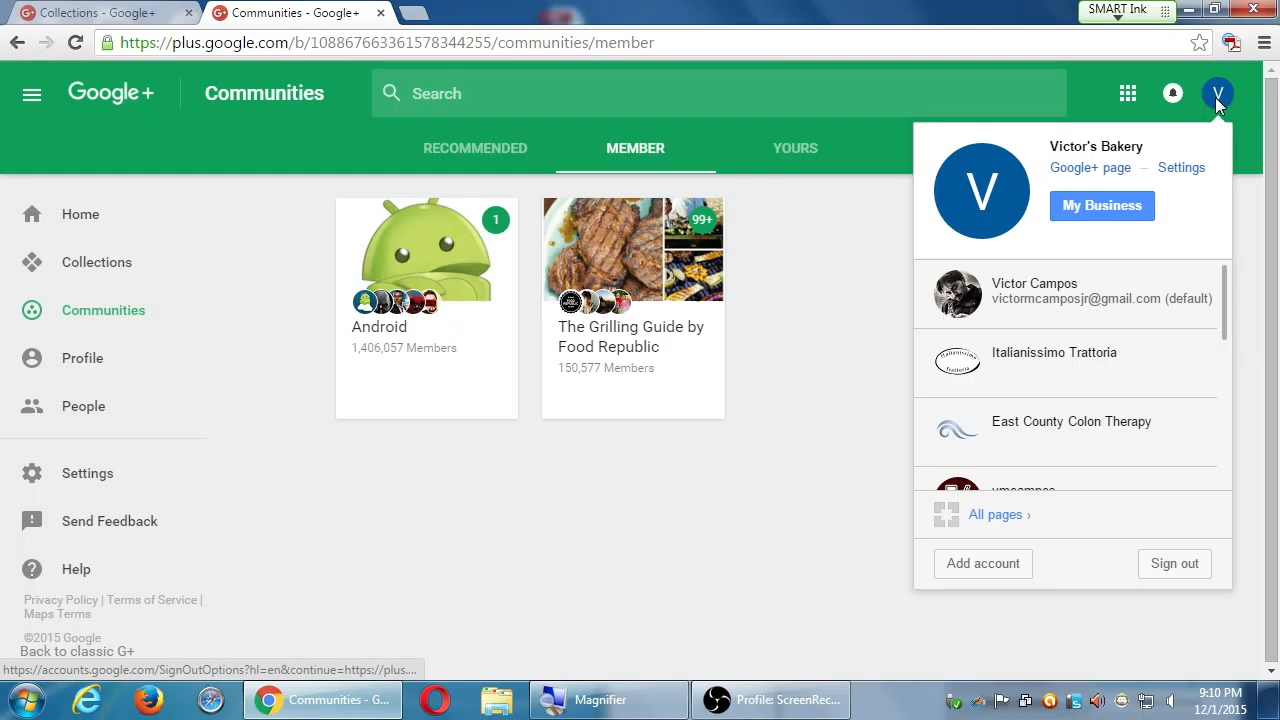 Collections - Google+
Communities - Google+
SMART Ink
https://plus.google.com/b/108867663361578344255/communities/member
Google+
Communities
Search
V
RECOMMENDED
MEMBER
YOURS
Victor's Bakery
Google+ page – Settings
My Business
V
Home
Collections
Communities
Profile
People
Settings
Send Feedback
Help
Privacy Policy | Terms of Service |
Maps Terms
©2015 Google
Back to classic G+
1
Android
1,406,057 Members
99+
The Grilling Guide by
Food Republic
150,577 Members
Victor Campos
victormcamposjr@gmail.com (default)
Italianissimo Trattoria
Italianissimo
Trattoria
East County Colon Therapy
All pages ›
Add account
Sign out
https://accounts.google.com/SignOutOptions?hl=en&continue=https://plus....
Communities - G...
Magnifier
Profile: ScreenRec...
9:10 PM
12/1/2015